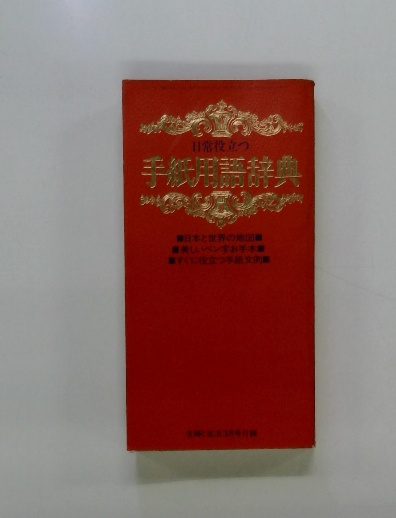 日常役立つ
手紙用語辞典
■日本と世界の地図■
■美しいペン字お手本■
■すぐに役立つ手紙文例■